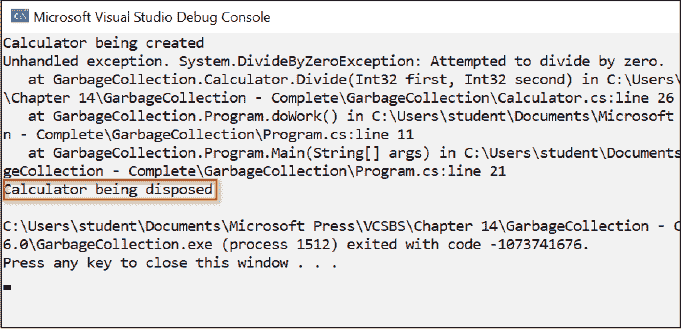 Microsoft Visual Studio Debug Console
Calculator being created
Unhandled exception. System.DivideByZeroException: Attempted to divide by zero.
   at GarbageCollection.Calculator.Divide(Int32 first, Int32 second) in C:\Users
\Chapter 14\GarbageCollection - Complete\GarbageCollection\Calculator.cs:line 26
   at GarbageCollection.Program.doWork() in C:\Users\student\Documents\Microsoft
n - Complete\GarbageCollection\Program.cs:line 11
   at GarbageCollection.Program.Main(String[] args) in C:\Users\student\Documents
geCollection - Complete\GarbageCollection\Program.cs:line 21
Calculator being disposed
C:\Users\student\Documents\Microsoft Press\VCSBS\Chapter 14\GarbageCollection - C
6.0\GarbageCollection.exe (process 1512) exited with code -1073741676.
Press any key to close this window . . .